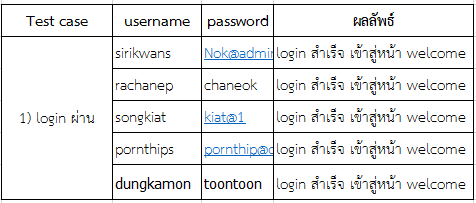 Test case username password ผลลัพธ์
sirikwans Nok@admin login สำเร็จ เข้าสู่หน้า welcome
rachanep chaneok login สำเร็จ เข้าสู่หน้า welcome
1) login ผ่าน songkiat kiat@1 login สำเร็จ เข้าสู่หน้า welcome
pornthips pornthip@ login สำเร็จ เข้าสู่หน้า welcome
dungkamon toontoon login สำเร็จ เข้าสู่หน้า welcome